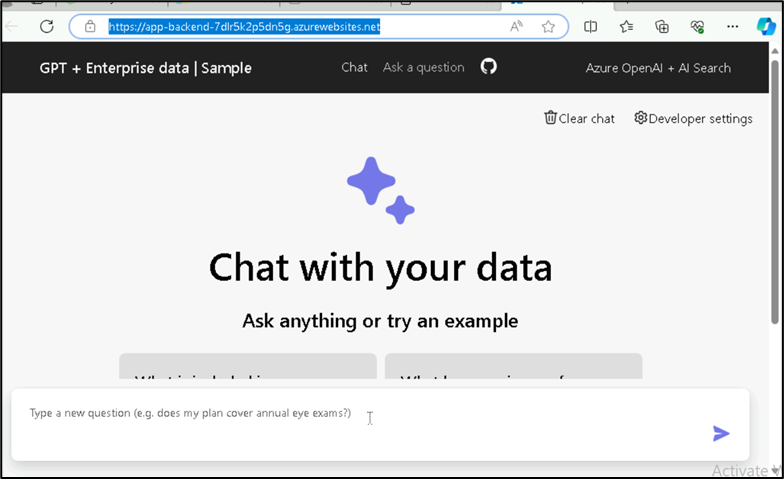 https://app-backend-7dlr5k2p5dn5g.azurewebsites.net
GPT + Enterprise data | Sample
Chat
Ask a question
Azure OpenAI + AI Search
Clear chat
Developer settings
Chat with your data
Ask anything or try an example
Type a new question (e.g. does my plan cover annual eye exams?)
Activate